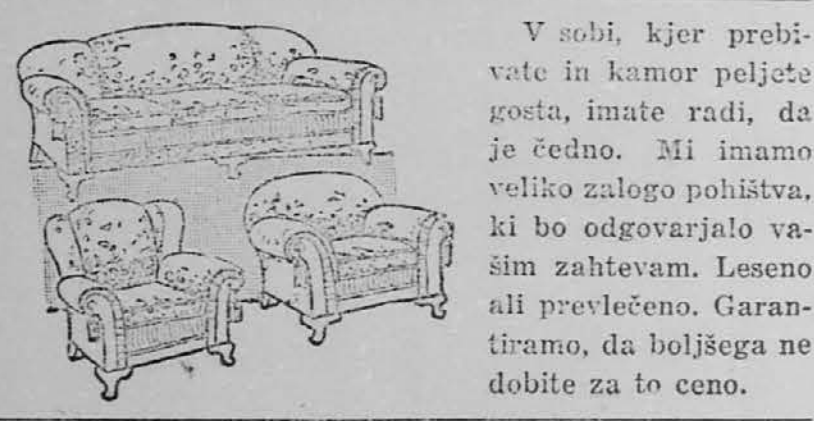 V sobi, kjer prebi-
vate in kamor peljete
gosta, imate radi, da
je čedno. Mi imamo
veliko zalogo pohištva,
ki bo odgovarjalo va-
šim zahtevam. Leseno
ali prevlečeno. Garan-
tiramo, da boljšega ne
dobite za to ceno.